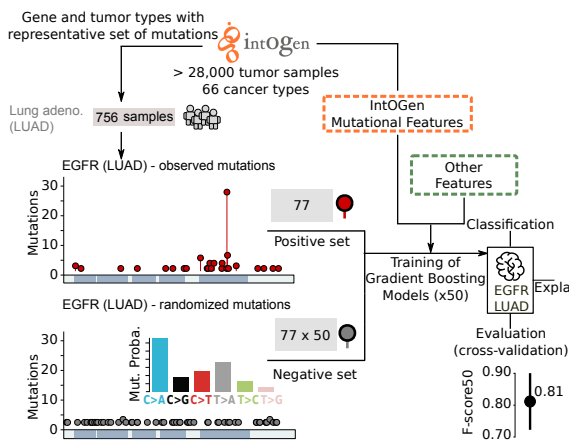 Gene and tumor types with
representative set of mutations
intogen
> 28,000 tumor samples
66 cancer types
Lung adeno.
(LUAD)
756 samples
IntOGen
Mutational Features
Other
Features
EGFR (LUAD) - observed mutations
Mutations
30
20
10
0
77
Positive set
Classification
Training of
Gradient Boosting
Models (x50)
EGFR
LUAD
Expla
EGFR (LUAD) - randomized mutations
Mutations
30
20
10
0
Mut. Proba.
C>A C>G C>T T>A T>C T>G
77 x 50
Negative set
Evaluation
(cross-validation)
F-score50
0.90
0.80
0.70
0.81